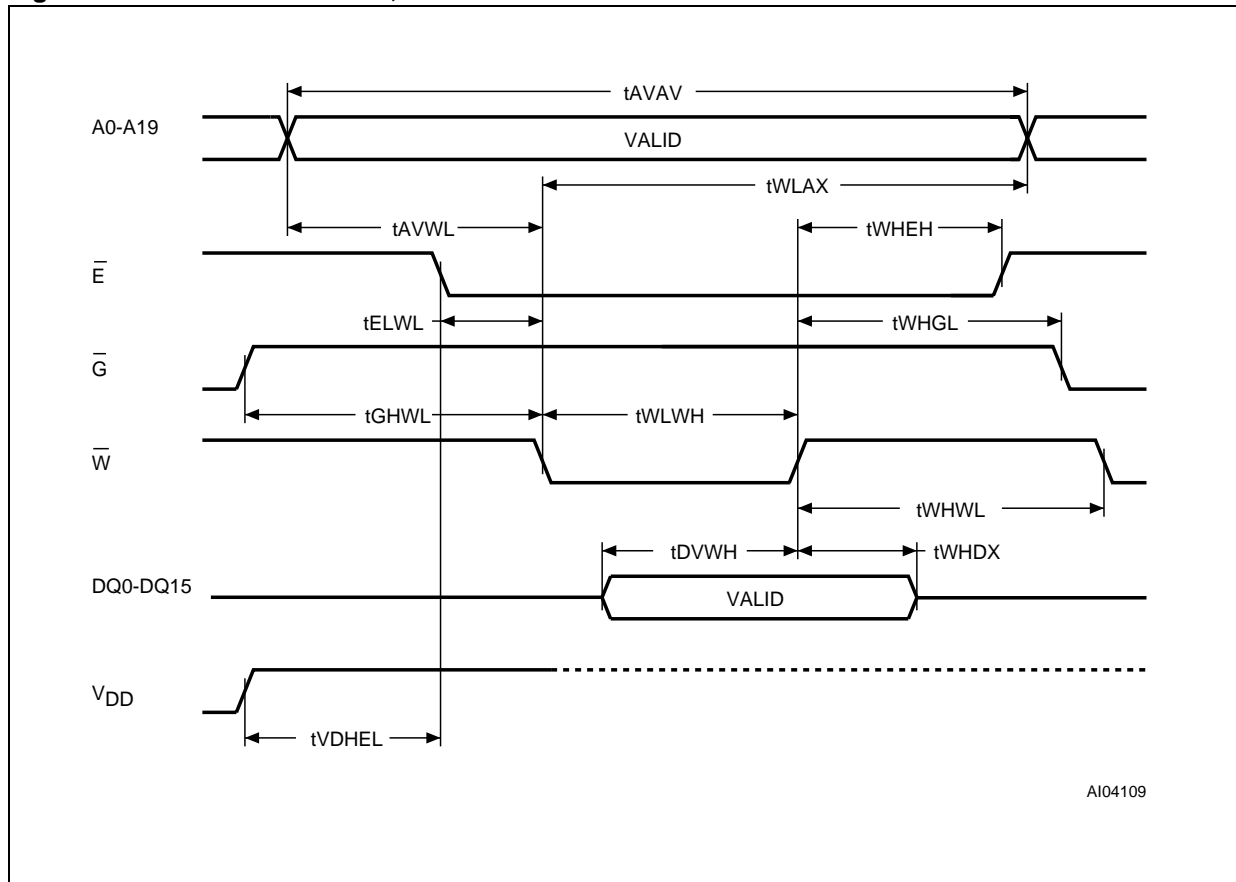 tAVAV
A0-A19
VALID
tWLAX
tAVWL
tWHEH
E
tELWL
tWHGL
G
tGHWL
tWLWH
W
tWHWL
tDVWH
tWHDX
DQ0-DQ15
VALID
VDD
tVDHEL
AI04109